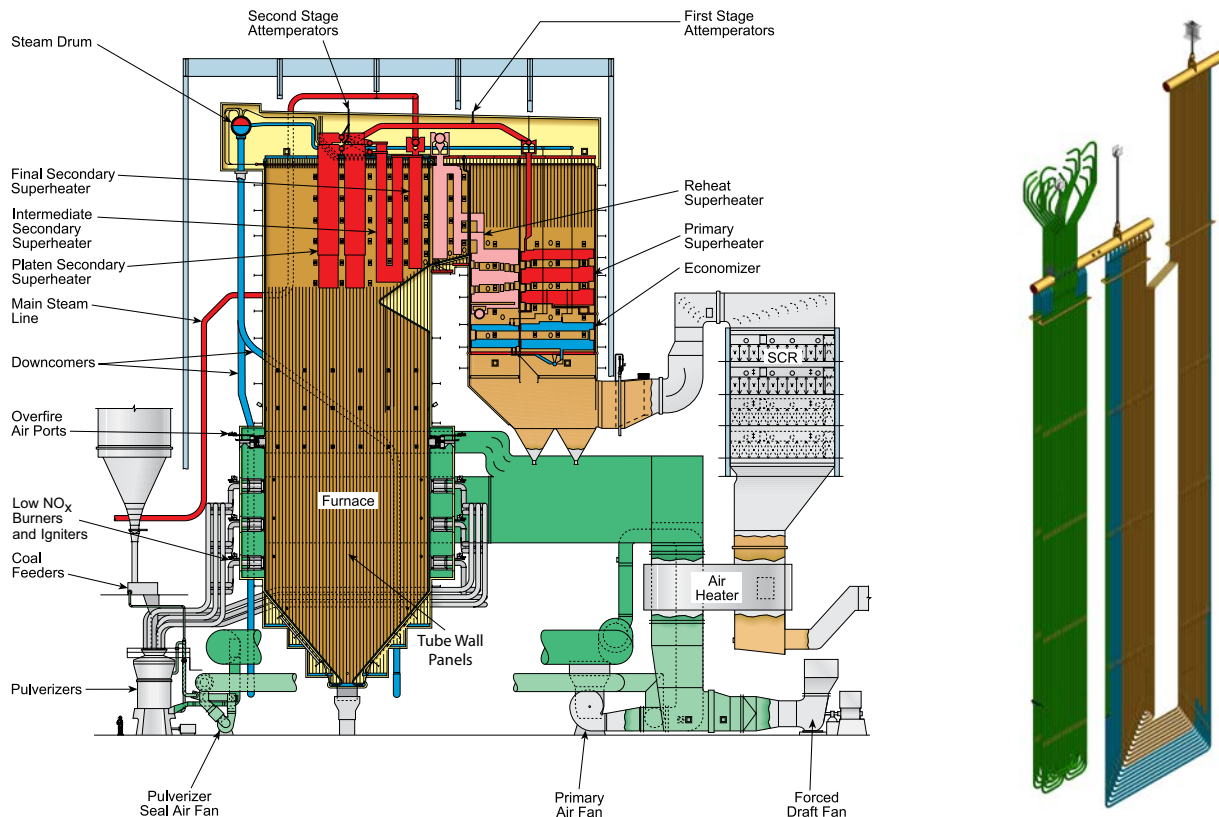 Second Stage
Attemperators
First Stage
Attemperators
Steam Drum
Final Secondary
Superheater
Intermediate
Secondary
Superheater
Platen Secondary
Superheater
Main Steam
Line
Downcomers
Overfire
Air Ports
Low NOx
Burners
and Igniters
Coal
Feeders
Pulverizers
Reheat
Superheater
Primary
Superheater
Economizer
SCR
Furnace
Air
Heater
Tube Wall
Panels
Pulverizer
Seal Air Fan
Primary
Air Fan
Forced
Draft Fan